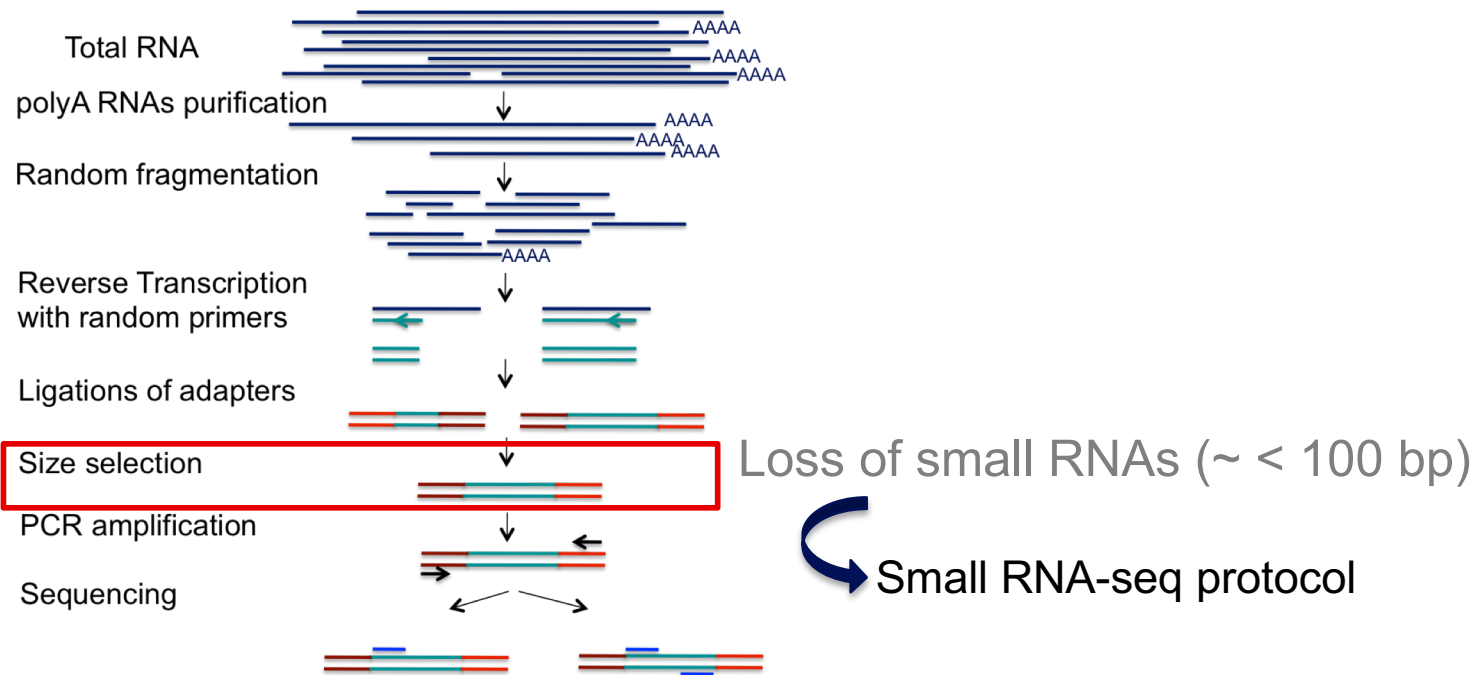 AAAA
Total RNA
AAAA
AAAA
polyA RNAs purification
AAAA
AAAA
AAAA
Random fragmentation
AAAA
Reverse Transcription
with random primers
Ligations of adapters
Size selection
Loss of small RNAs (~ < 100 bp)
PCR amplification
Small RNA-seq protocol
Sequencing